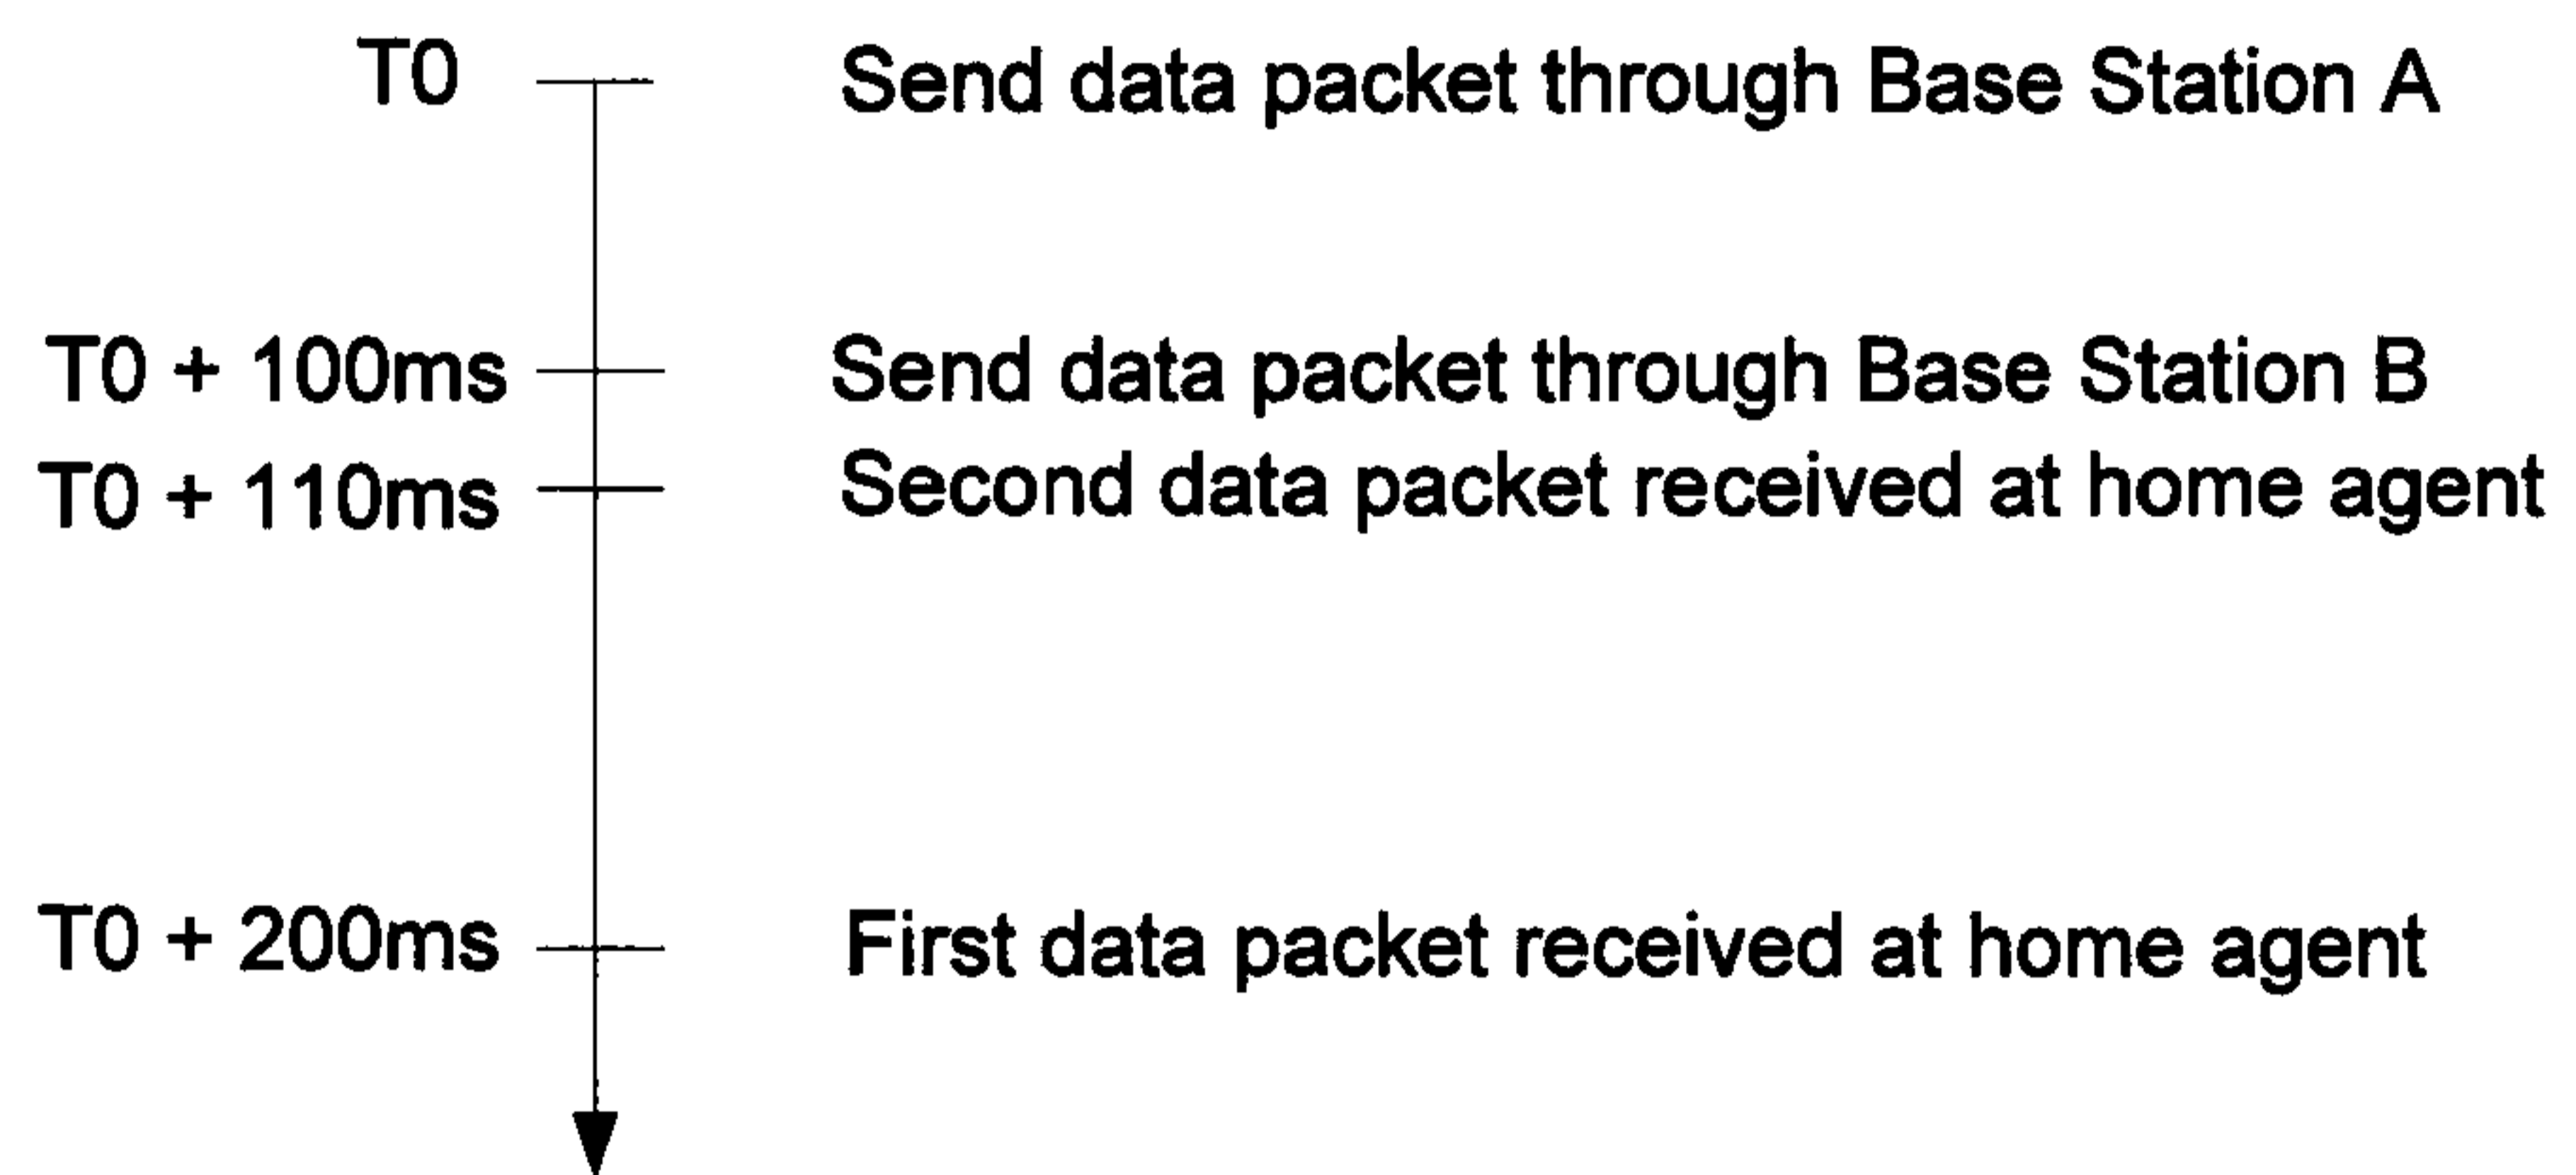 T0 Send data packet through Base Station A
T0 + 100ms Send data packet through Base Station B
T0 + 110ms Second data packet received at home agent
T0 + 200ms First data packet received at home agent